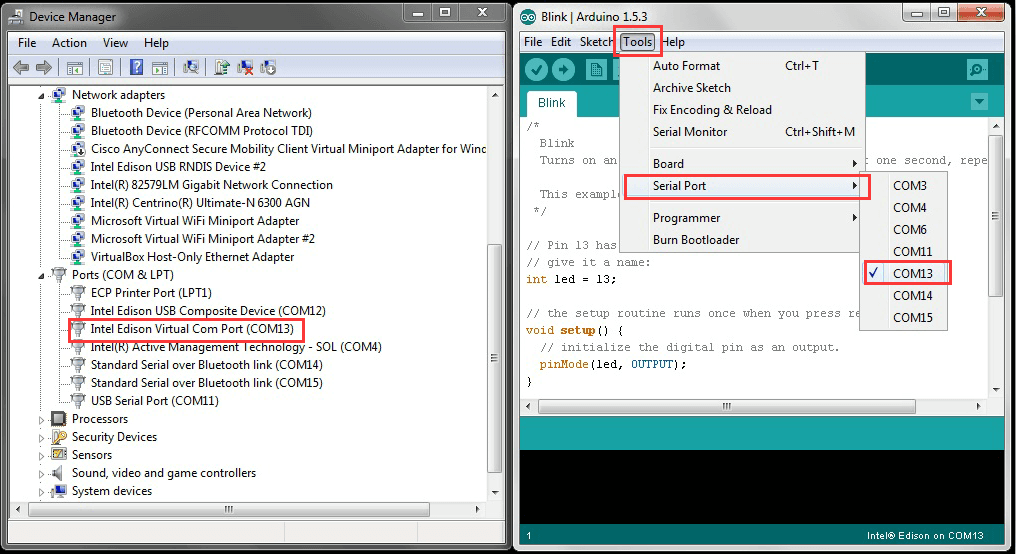 Device Manager
File Action View Help
Network adapters
Bluetooth Device (Personal Area Network)
Bluetooth Device (RFCOMM Protocol TDI)
Cisco AnyConnect Secure Mobility Client Virtual Miniport Adapter for Wind
Intel Edison USB RNDIS Device #2
Intel(R) 82579LM Gigabit Network Connection
Intel(R) Centrino(R) Ultimate-N 6300 AGN
Microsoft Virtual WiFi Miniport Adapter
Microsoft Virtual WiFi Miniport Adapter #2
VirtualBox Host-Only Ethernet Adapter
Ports (COM & LPT)
ECP Printer Port (LPT1)
Intel Edison USB Composite Device (COM12)
Intel Edison Virtual Com Port (COM13)
Intel(R) Active Management Technology - SOL (COM4)
Standard Serial over Bluetooth link (COM14)
Standard Serial over Bluetooth link (COM15)
USB Serial Port (COM11)
Processors
Security Devices
Sensors
Sound, video and game controllers
System devices
Blink | Arduino 1.5.3
File Edit Sketch Tools Help
Auto Format Ctrl+T
Archive Sketch
Fix Encoding & Reload
Serial Monitor Ctrl+Shift+M
Board
Serial Port
Programmer
Burn Bootloader
COM3
COM4
COM6
COM11
COM13
COM14
COM15
Blink
/*
Blink
Turns on an t one second, repe
This example
*/
// Pin 13 has
// give it a name:
int led = 13;
// the setup routine runs once when you press re
void setup() {
// initialize the digital pin as an output.
pinMode(led, OUTPUT);
}
1 Intel® Edison on COM13